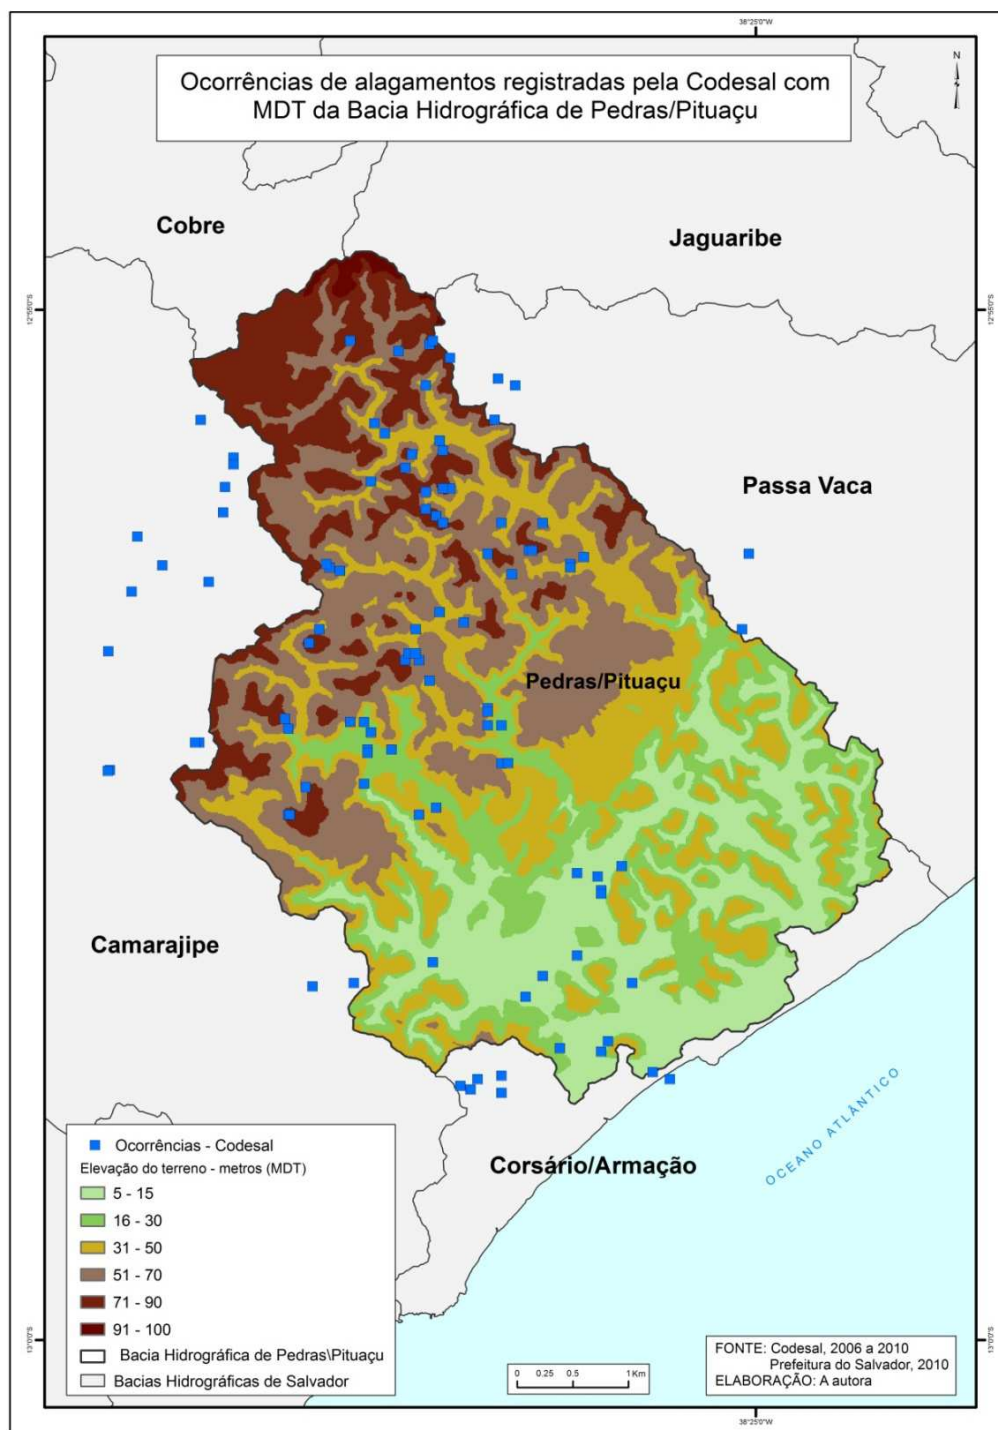 38°25'0"W
Ocorrências de alagamentos registradas pela Codesal com
MDT da Bacia Hidrográfica de Pedras/Pituaçu
N
Cobre
Jaguaribe
12°55'0"S
12°55'0"S
Passa Vaca
Pedras/Pituaçu
Camarajipe
OCEANO ATLÂNTICO
Corsário/Armação
Ocorrências - Codesal
Elevação do terreno - metros (MDT)
5 - 15
16 - 30
31 - 50
51 - 70
71 - 90
91 - 100
Bacia Hidrográfica de Pedras\Pituaçu
Bacias Hidrográficas de Salvador
0 0.25 0.5 1 Km
FONTE: Codesal, 2006 a 2010
Prefeitura do Salvador, 2010
ELABORAÇÃO: A autora
13°0'0"S
13°0'0"S
38°25'0"W